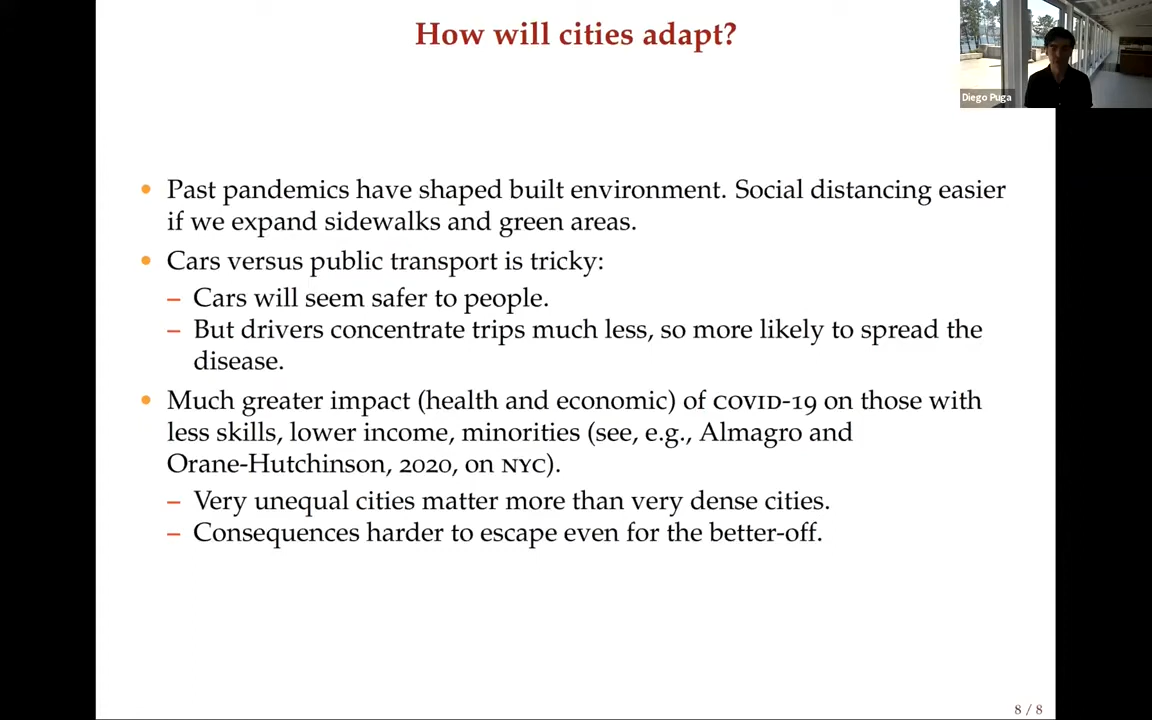 How will cities adapt?
Diego Puga
• Past pandemics have shaped built environment. Social distancing easier
if we expand sidewalks and green areas.
• Cars versus public transport is tricky:
– Cars will seem safer to people.
– But drivers concentrate trips much less, so more likely to spread the
disease.
• Much greater impact (health and economic) of COVID-19 on those with
less skills, lower income, minorities (see, e.g., Almagro and
Orane-Hutchinson, 2020, on NYC).
– Very unequal cities matter more than very dense cities.
– Consequences harder to escape even for the better-off.
8 / 8